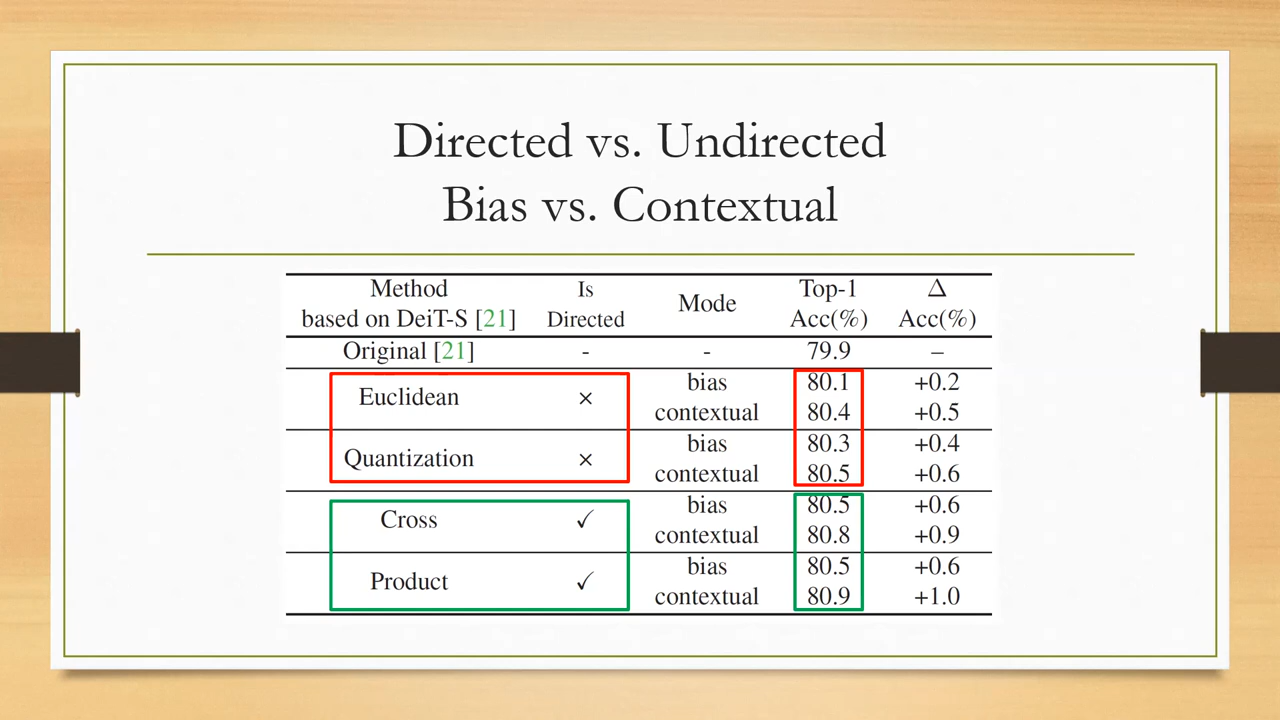 Directed vs. Undirected
Bias vs. Contextual
Method based on DeiT-S [21] Is Directed Mode Top-1 Acc(%) Δ Acc(%)
Original [21] - - 79.9 –
Euclidean × bias 80.1 +0.2
contextual 80.4 +0.5
Quantization × bias 80.3 +0.4
contextual 80.5 +0.6
Cross ✓ bias 80.5 +0.6
contextual 80.8 +0.9
Product ✓ bias 80.5 +0.6
contextual 80.9 +1.0